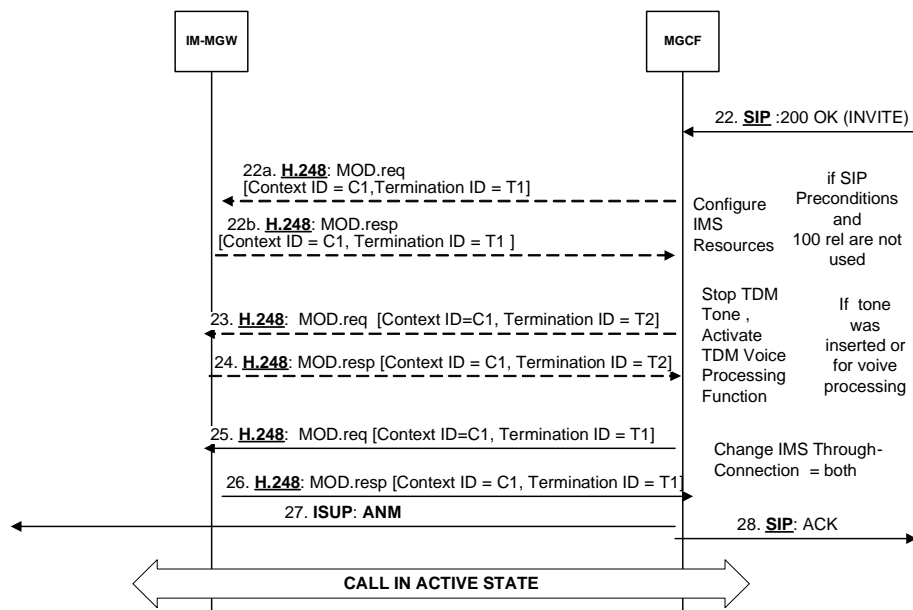 IM-MGW
MGCF
22. SIP :200 OK (INVITE)
22a. H.248: MOD.req
[Context ID = C1,Termination ID = T1]
22b. H.248: MOD.resp
[Context ID = C1, Termination ID = T1 ]
Configure
IMS
Resources
if SIP
Preconditions
and
100 rel are not
used
23. H.248: MOD.req [Context ID=C1, Termination ID = T2]
24. H.248: MOD.resp [Context ID = C1, Termination ID = T2]
Stop TDM
Tone ,
Activate
TDM Voice
Processing
Function
If tone
was
inserted or
for voive
processing
25. H.248: MOD.req [Context ID=C1, Termination ID = T1]
26. H.248: MOD.resp [Context ID = C1, Termination ID = T1]
Change IMS Through-
Connection = both
27. ISUP: ANM
28. SIP: ACK
CALL IN ACTIVE STATE